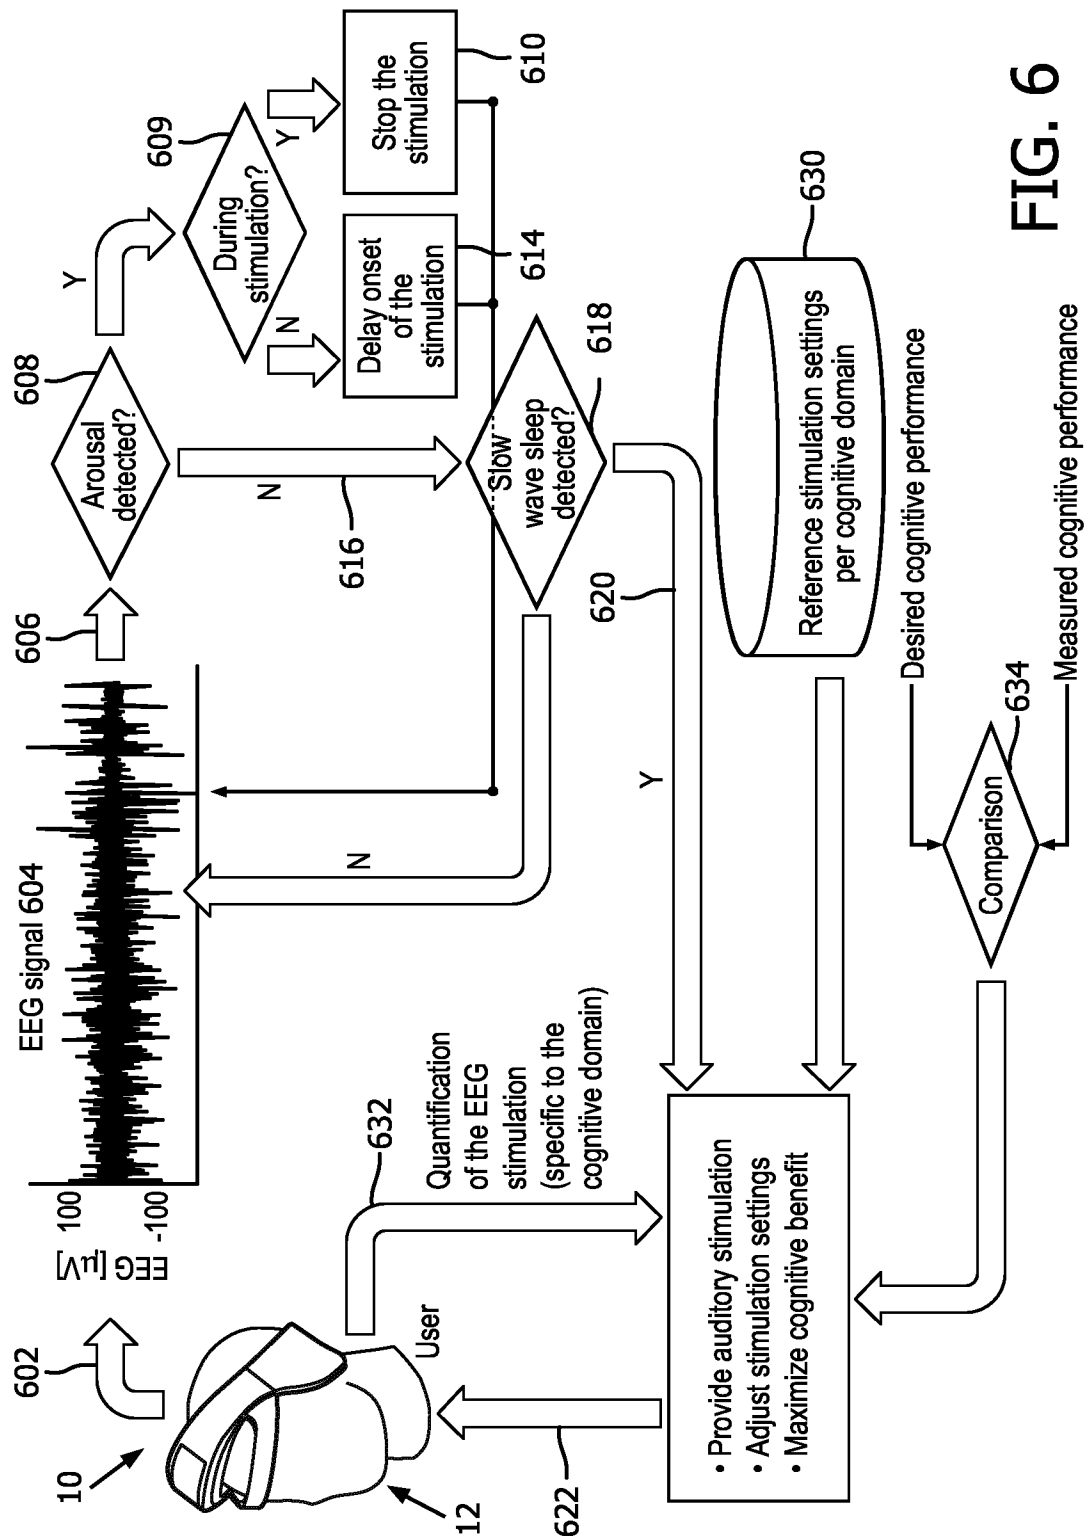 10
12
602
EEG [µV]
100
-100
EEG signal 604
606
Arousal
detected?
608
Y
During
stimulation?
609
Y
Stop the
stimulation
610
N
Delay onset
of the
stimulation
614
N
616
Slow
wave sleep
detected?
618
N
Y
620
User
622
632
Quantification
of the EEG
stimulation
(specific to the
cognitive domain)
• Provide auditory stimulation
• Adjust stimulation settings
• Maximize cognitive benefit
Reference stimulation settings
per cognitive domain
630
Desired cognitive performance
Comparison
634
Measured cognitive performance
FIG. 6